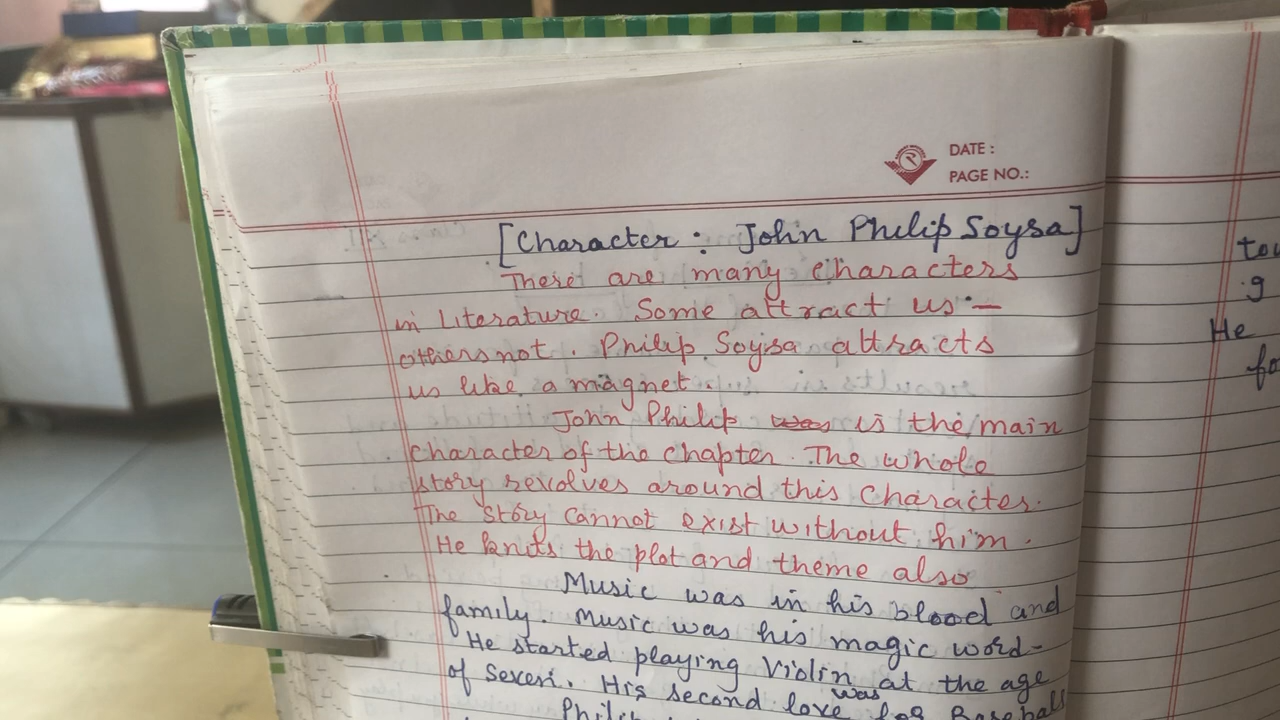 DATE :
PAGE NO.:
[Character : John Philip Soysa]
There are many characters
in Literature. Some attract us –
others not. Philip Soysa attracts
us like a magnet.
John Philip was is the main
character of the chapter. The whole
story revolves around this character.
The story cannot exist without him.
He knits the plot and theme also
Music was in his blood and
family. Music was his magic word-
He started playing Violin at the age
of Seven. His second love was for Baseball
He